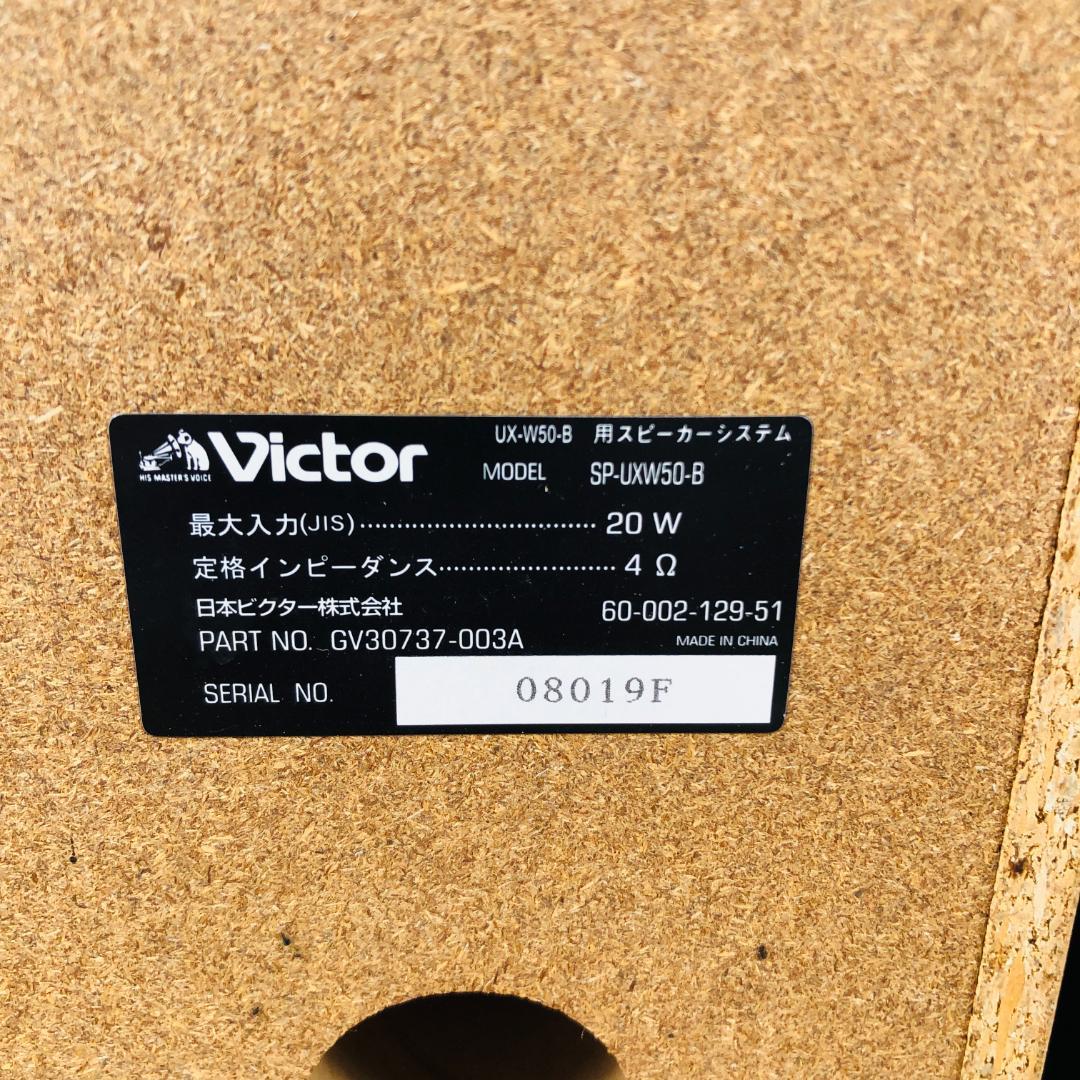 HIS MASTER'S VOICE
Victor
UX-W50-B 用スピーカーシステム
MODEL SP-UXW50-B
最大入力(JIS)······························ 20 W
定格インピーダンス······················ 4 Ω
日本ビクター株式会社 60-002-129-51
PART NO. GV30737-003A MADE IN CHINA
SERIAL NO. 08019F